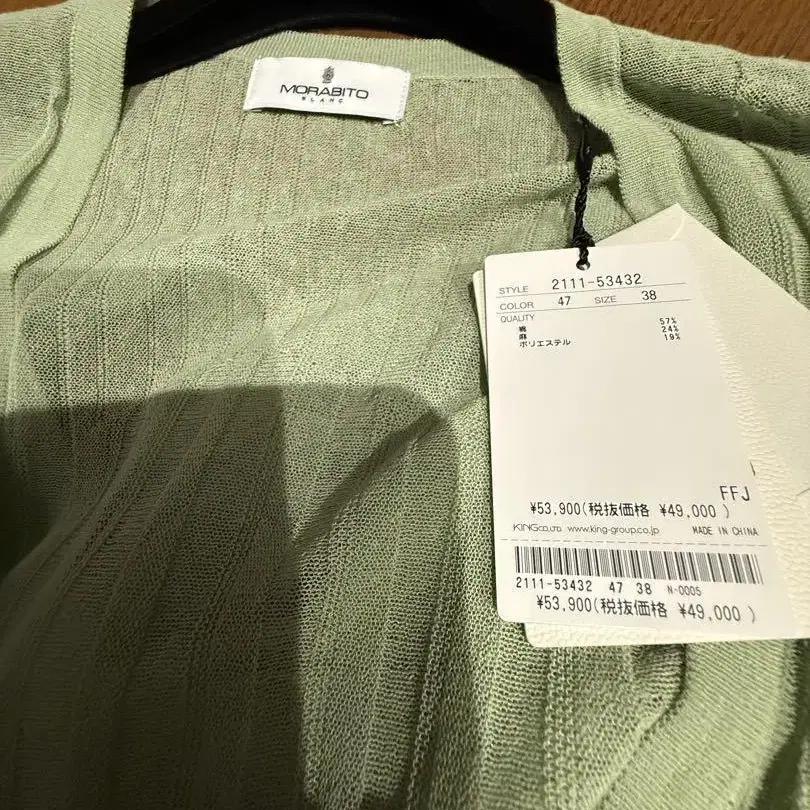 MORABITO
BLANC
STYLE 2111-53432
COLOR 47 SIZE 38
QUALITY
綿 57%
麻 24%
ポリエステル 19%
FFJ
¥53,900(税抜価格 ¥49,000 )
KING CO.,LTD www.king-group.co.jp MADE IN CHINA
2111-53432 47 38 N-0005
¥53,900(税抜価格 ¥49,000 )